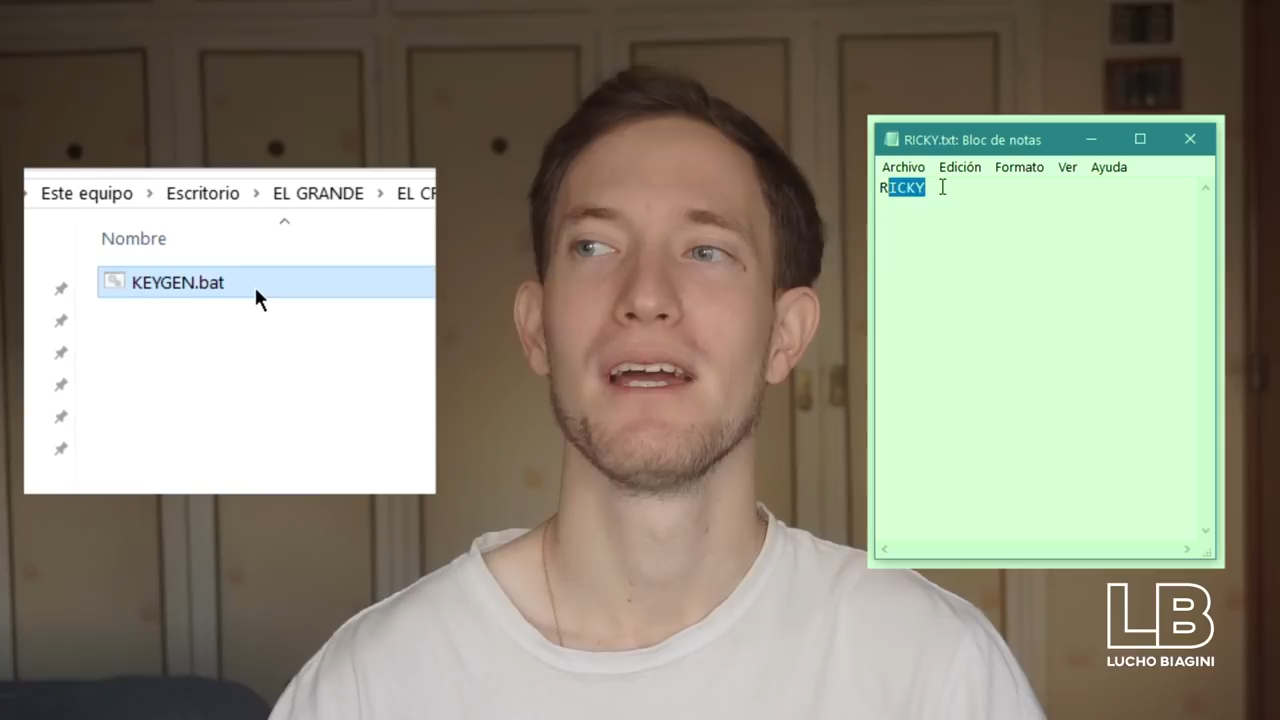 Este equipo > Escritorio > EL GRANDE >
Nombre
KEYGEN.bat
RICKY.txt: Bloc de notas
Archivo Edición Formato Ver Ayuda
RICKY
LB
LUCHO BIAGINI